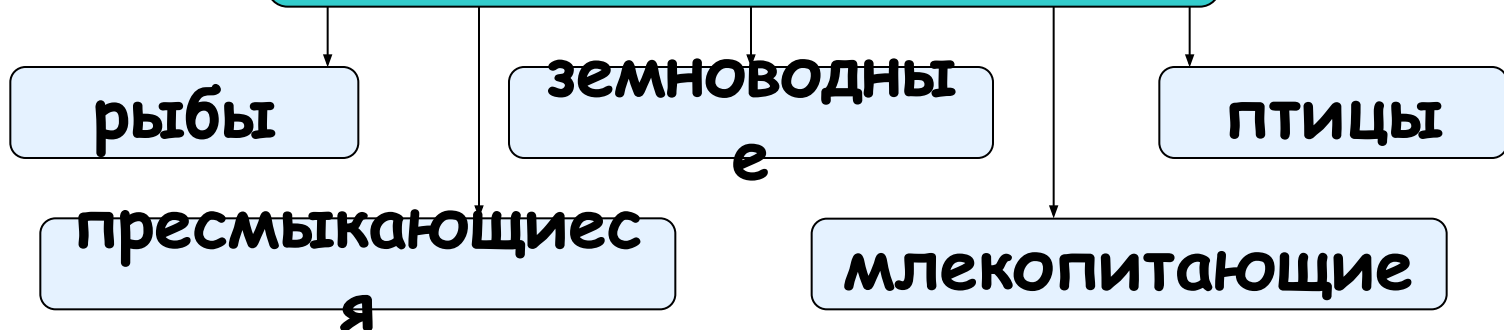 рыбы
земноводны
е
птицы
пресмыкающиес
я
млекопитающие